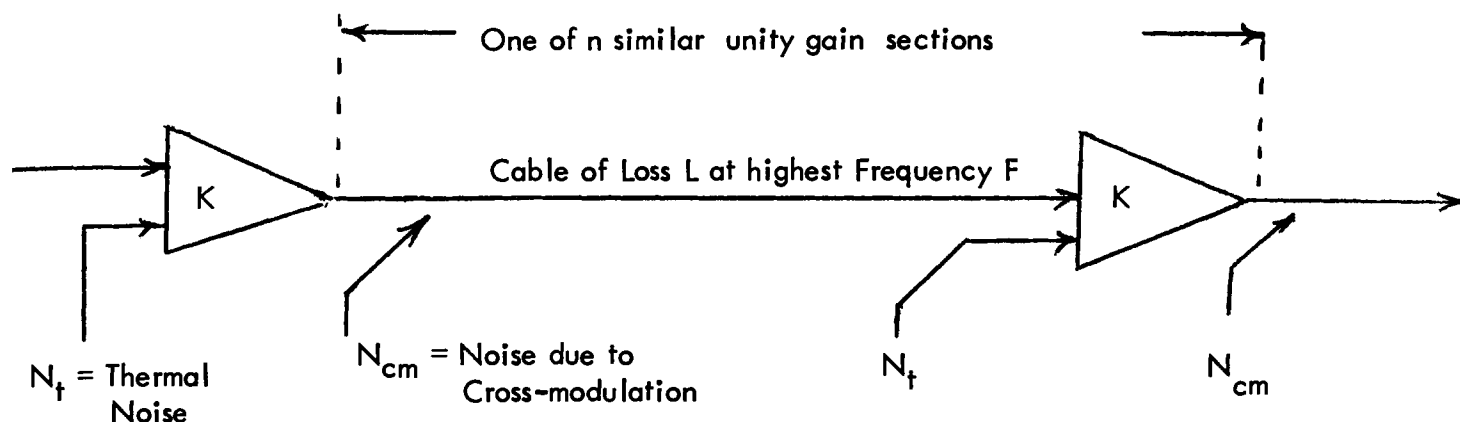 One of n similar unity gain sections
K
Cable of Loss L at highest Frequency F
K
N_t = Thermal
Noise
N_cm = Noise due to
Cross-modulation
N_t
N_cm